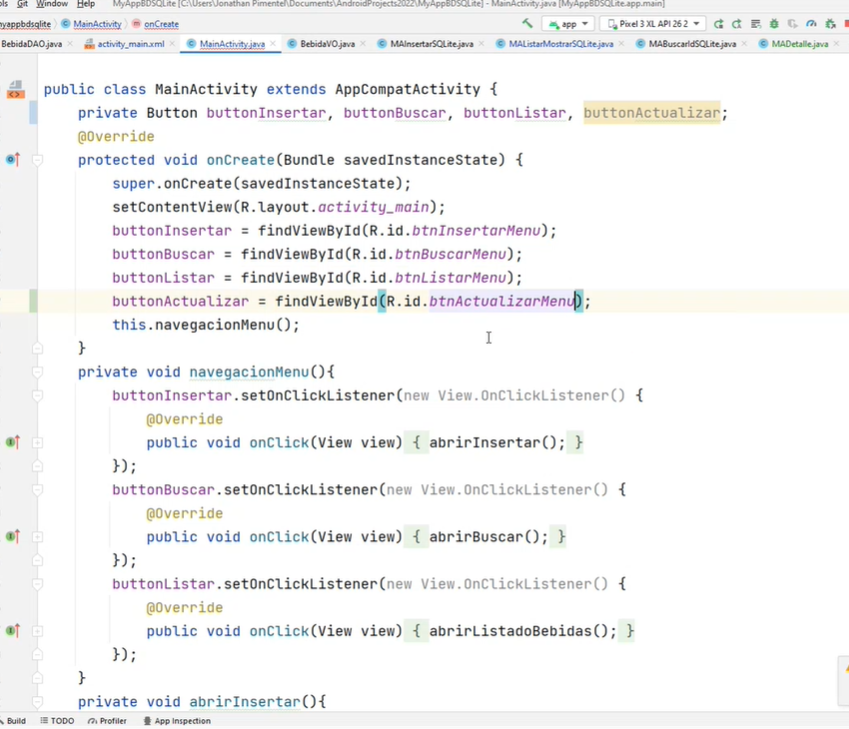 Git Window Help MyAppBDSQLite [C:\Users\Jonathan Pimentel\Documents\AndroidProjects2022\MyAppBDSQLite] - MainActivity.java [MyAppBDSQLite.app.main]
myappbdsqlite MainActivity onCreate app Pixel 3 XL API 26 2
BebidaDAO.java activity_main.xml MainActivity.java BebidaVO.java MAInsertarSQLite.java MAListarMostrarSQLite.java MABuscarIdSQLite.java MADetalle.java
public class MainActivity extends AppCompatActivity {
private Button buttonInsertar, buttonBuscar, buttonListar, buttonActualizar;
@Override
protected void onCreate(Bundle savedInstanceState) {
super.onCreate(savedInstanceState);
setContentView(R.layout.activity_main);
buttonInsertar = findViewById(R.id.btnInsertarMenu);
buttonBuscar = findViewById(R.id.btnBuscarMenu);
buttonListar = findViewById(R.id.btnListarMenu);
buttonActualizar = findViewById(R.id.btnActualizarMenu);
this.navegacionMenu();
}
private void navegacionMenu(){
buttonInsertar.setOnClickListener(new View.OnClickListener() {
@Override
public void onClick(View view) { abrirInsertar(); }
});
buttonBuscar.setOnClickListener(new View.OnClickListener() {
@Override
public void onClick(View view) { abrirBuscar(); }
});
buttonListar.setOnClickListener(new View.OnClickListener() {
@Override
public void onClick(View view) { abrirListadoBebidas(); }
});
}
private void abrirInsertar(){
Build TODO Profiler App Inspection